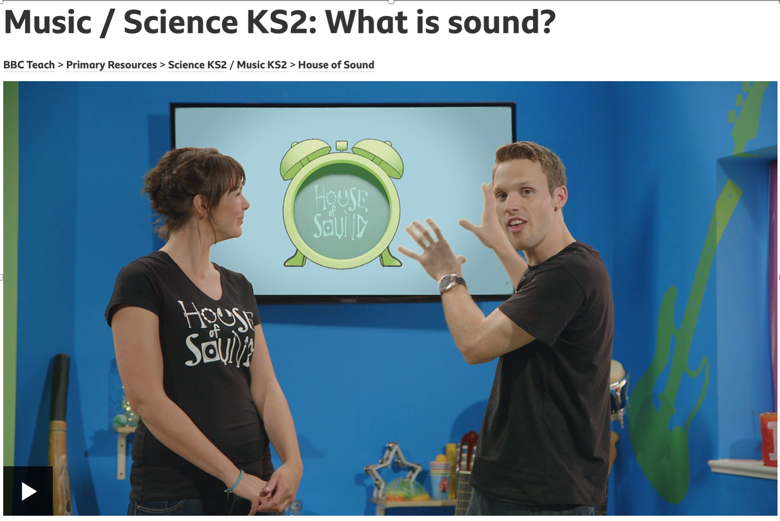 Music / Science KS2: What is sound?
BBC Teach > Primary Resources > Science KS2 / Music KS2 > House of Sound
HOUSE
of
SOUND
HOUSE
of
SOUND